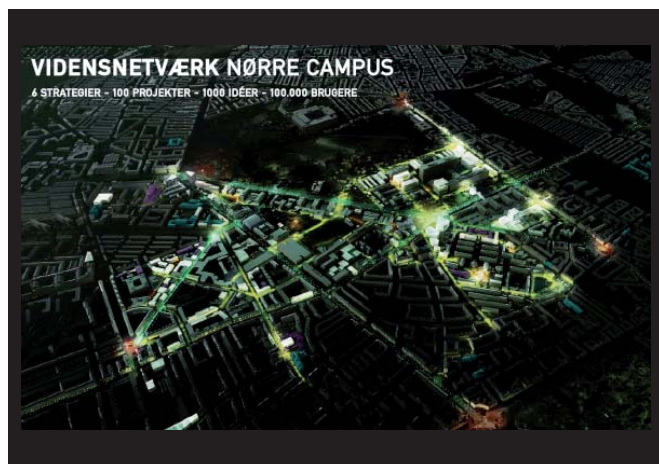 VIDENSNETVÆRK NØRRE CAMPUS
6 STRATEGIER - 100 PROJEKTER - 1000 IDÉER - 100.000 BRUGERE